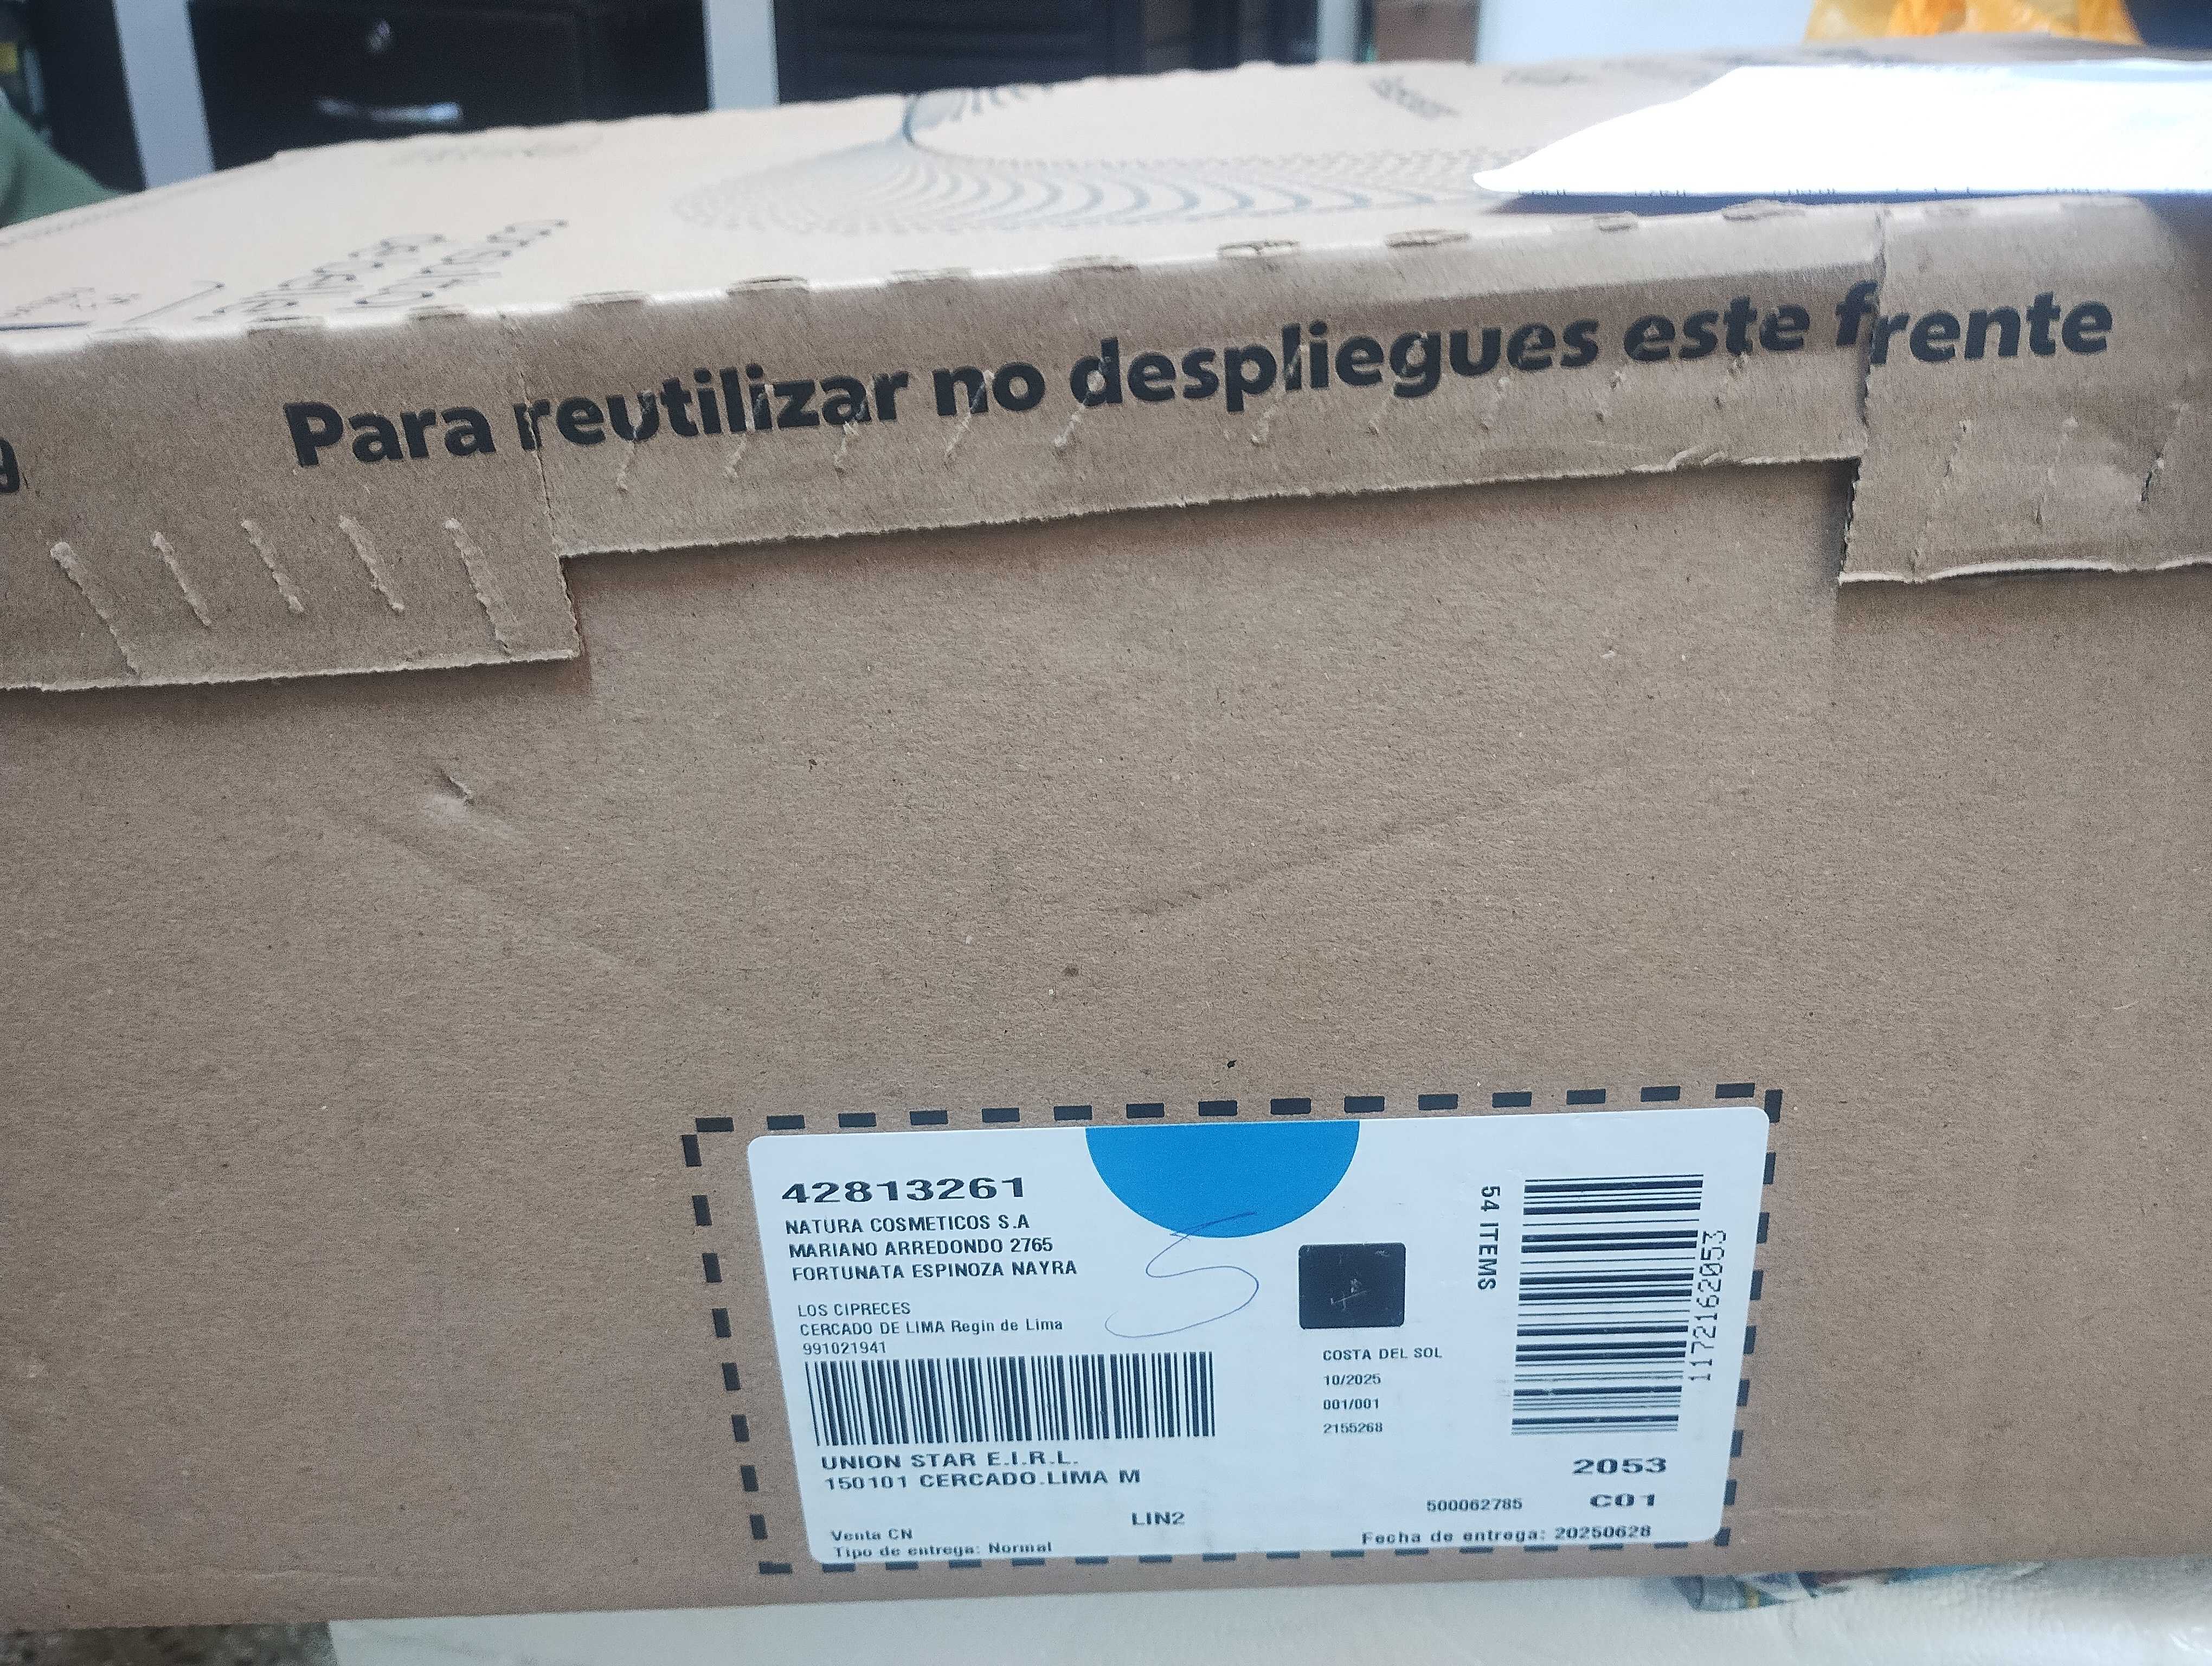 Para reutilizar no despliegues este frente
42813261
NATURA COSMETICOS S.A
MARIANO ARREDONDO 2765
FORTUNATA ESPINOZA NAYRA
LOS CIPRECES
CERCADO DE LIMA Regin de Lima
991021941
UNION STAR E.I.R.L.
150101 CERCADO.LIMA M
LIN2
Venta CN
Tipo de entrega: Normal
COSTA DEL SOL
10/2025
001/001
2155268
54 ITEMS
1172162053
2053
500062785 C01
Fecha de entrega: 20250628